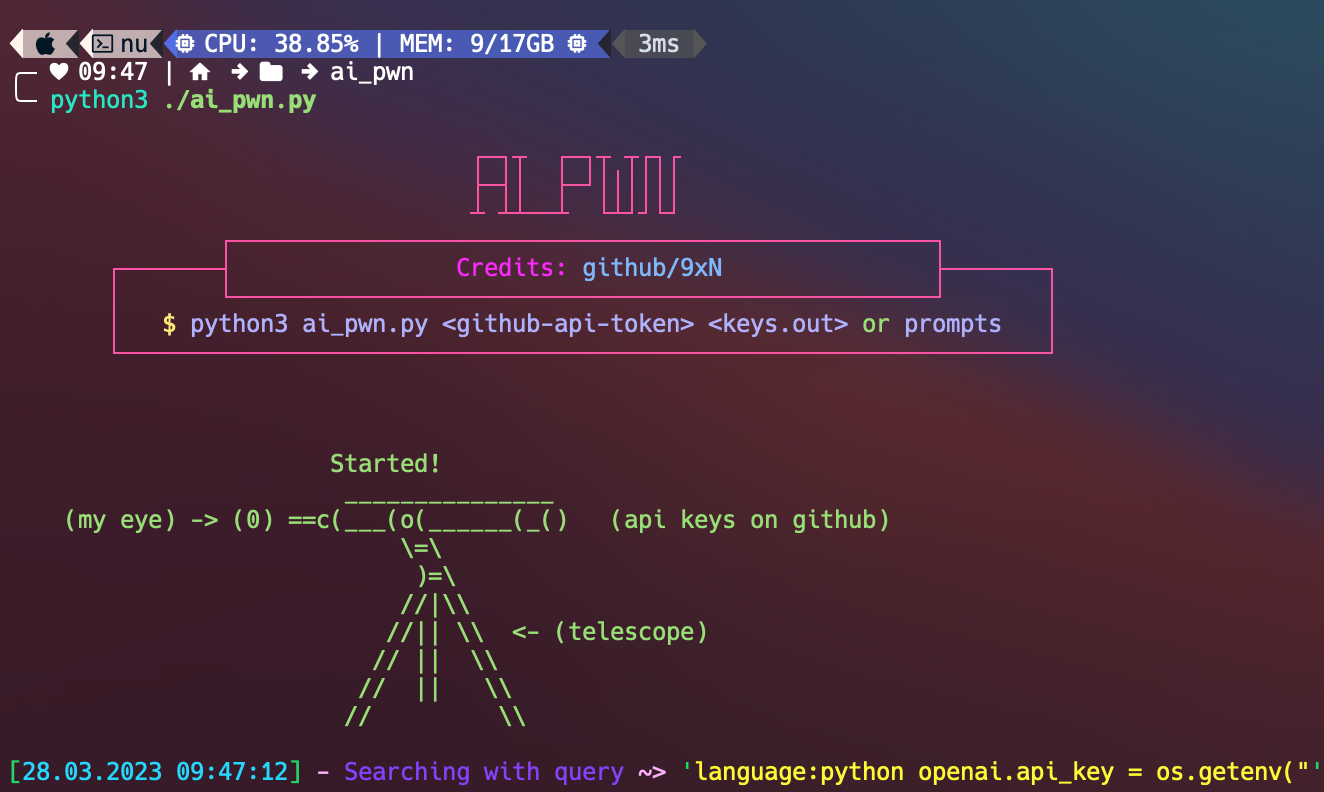 nu CPU: 38.85% | MEM: 9/17GB 3ms
09:47 | ai_pwn
python3 ./ai_pwn.py
AI PWN
Credits: github/9xN
$ python3 ai_pwn.py <github-api-token> <keys.out> or prompts
Started!
_______________
(my eye) -> (0) ==c(___(o(______(_() (api keys on github)
\=\
)=\
//|\\
//|| \\ <- (telescope)
// || \\
// || \\
// \\
[28.03.2023 09:47:12] - Searching with query ~> 'language:python openai.api_key = os.getenv("'